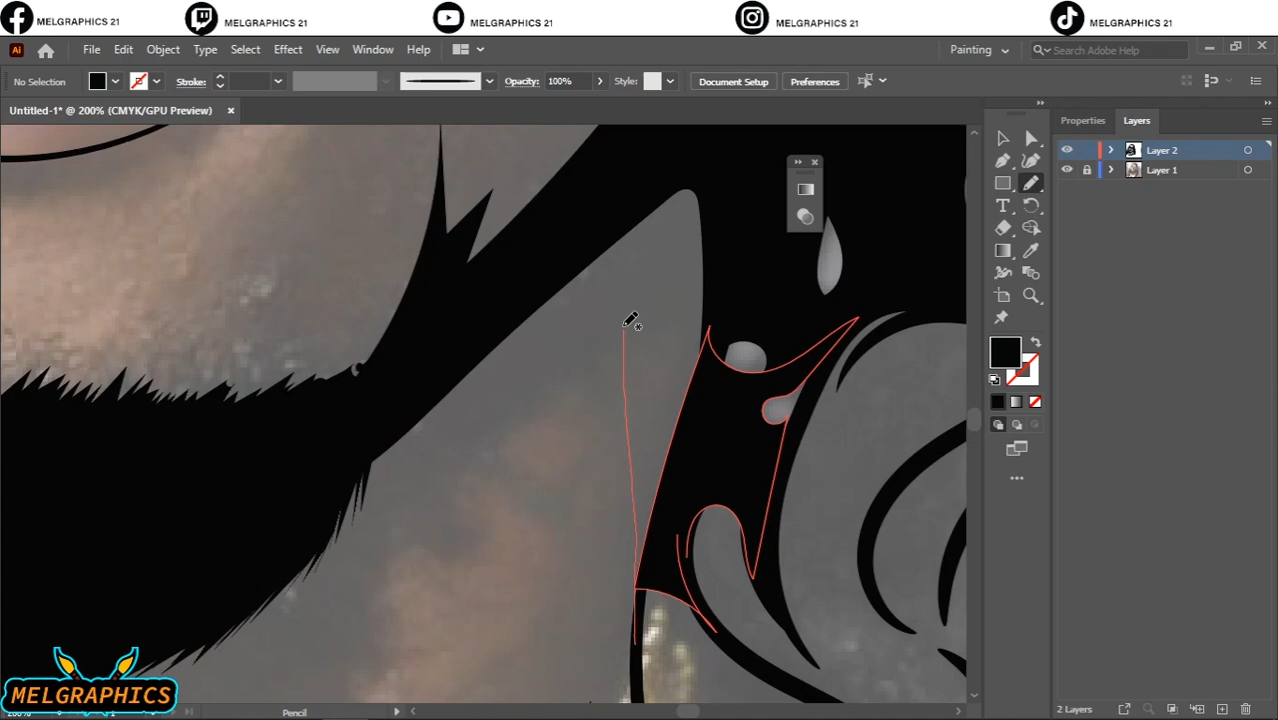 MELGRAPHICS 21 MELGRAPHICS 21 MELGRAPHICS 21 MELGRAPHICS 21 MELGRAPHICS 21
Ai File Edit Object Type Select Effect View Window Help Painting Search Adobe Help
No Selection Stroke: Opacity: 100% Style: Document Setup Preferences
Untitled-1* @ 200% (CMYK/GPU Preview)
Properties Layers
Layer 2
Layer 1
MELGRAPHICS
Pencil
2 Layers